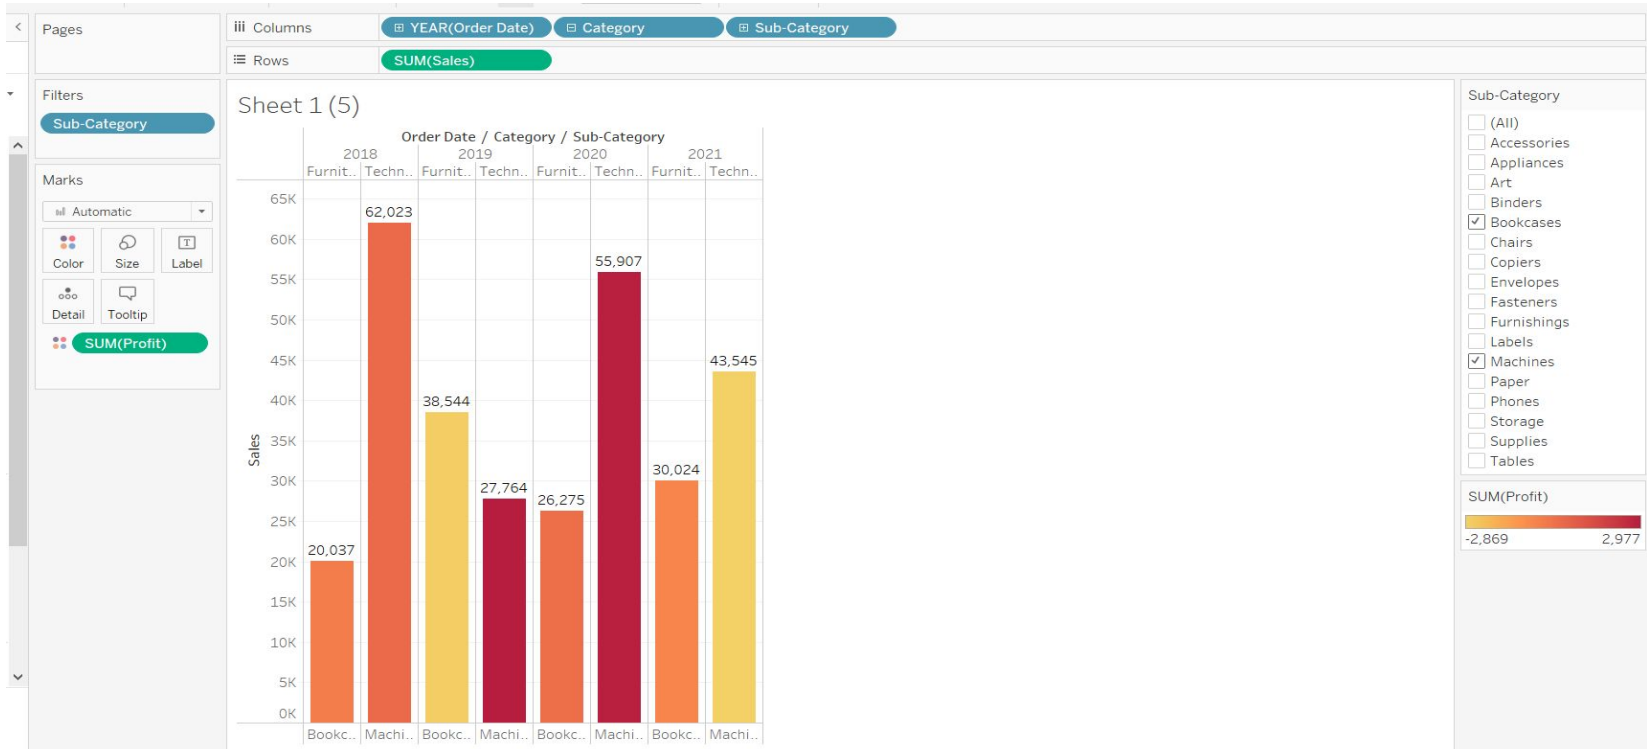 Pages
Columns
YEAR(Order Date)
Category
Sub-Category
Rows
SUM(Sales)
Filters
Sub-Category
Marks
Automatic
Color
Size
Label
Detail
Tooltip
SUM(Profit)
Sheet 1 (5)
Order Date / Category / Sub-Category
2018 2019 2020 2021
Furnit.. Techn.. Furnit.. Techn.. Furnit.. Techn.. Furnit.. Techn..
65K
60K
55K
50K
45K
40K
35K
30K
25K
20K
15K
10K
5K
0K
Sales
20,037
62,023
38,544
27,764
26,275
55,907
30,024
43,545
Bookc.. Machi.. Bookc.. Machi.. Bookc.. Machi.. Bookc.. Machi..
Sub-Category
(All)
Accessories
Appliances
Art
Binders
Bookcases
Chairs
Copiers
Envelopes
Fasteners
Furnishings
Labels
Machines
Paper
Phones
Storage
Supplies
Tables
SUM(Profit)
-2,869 2,977